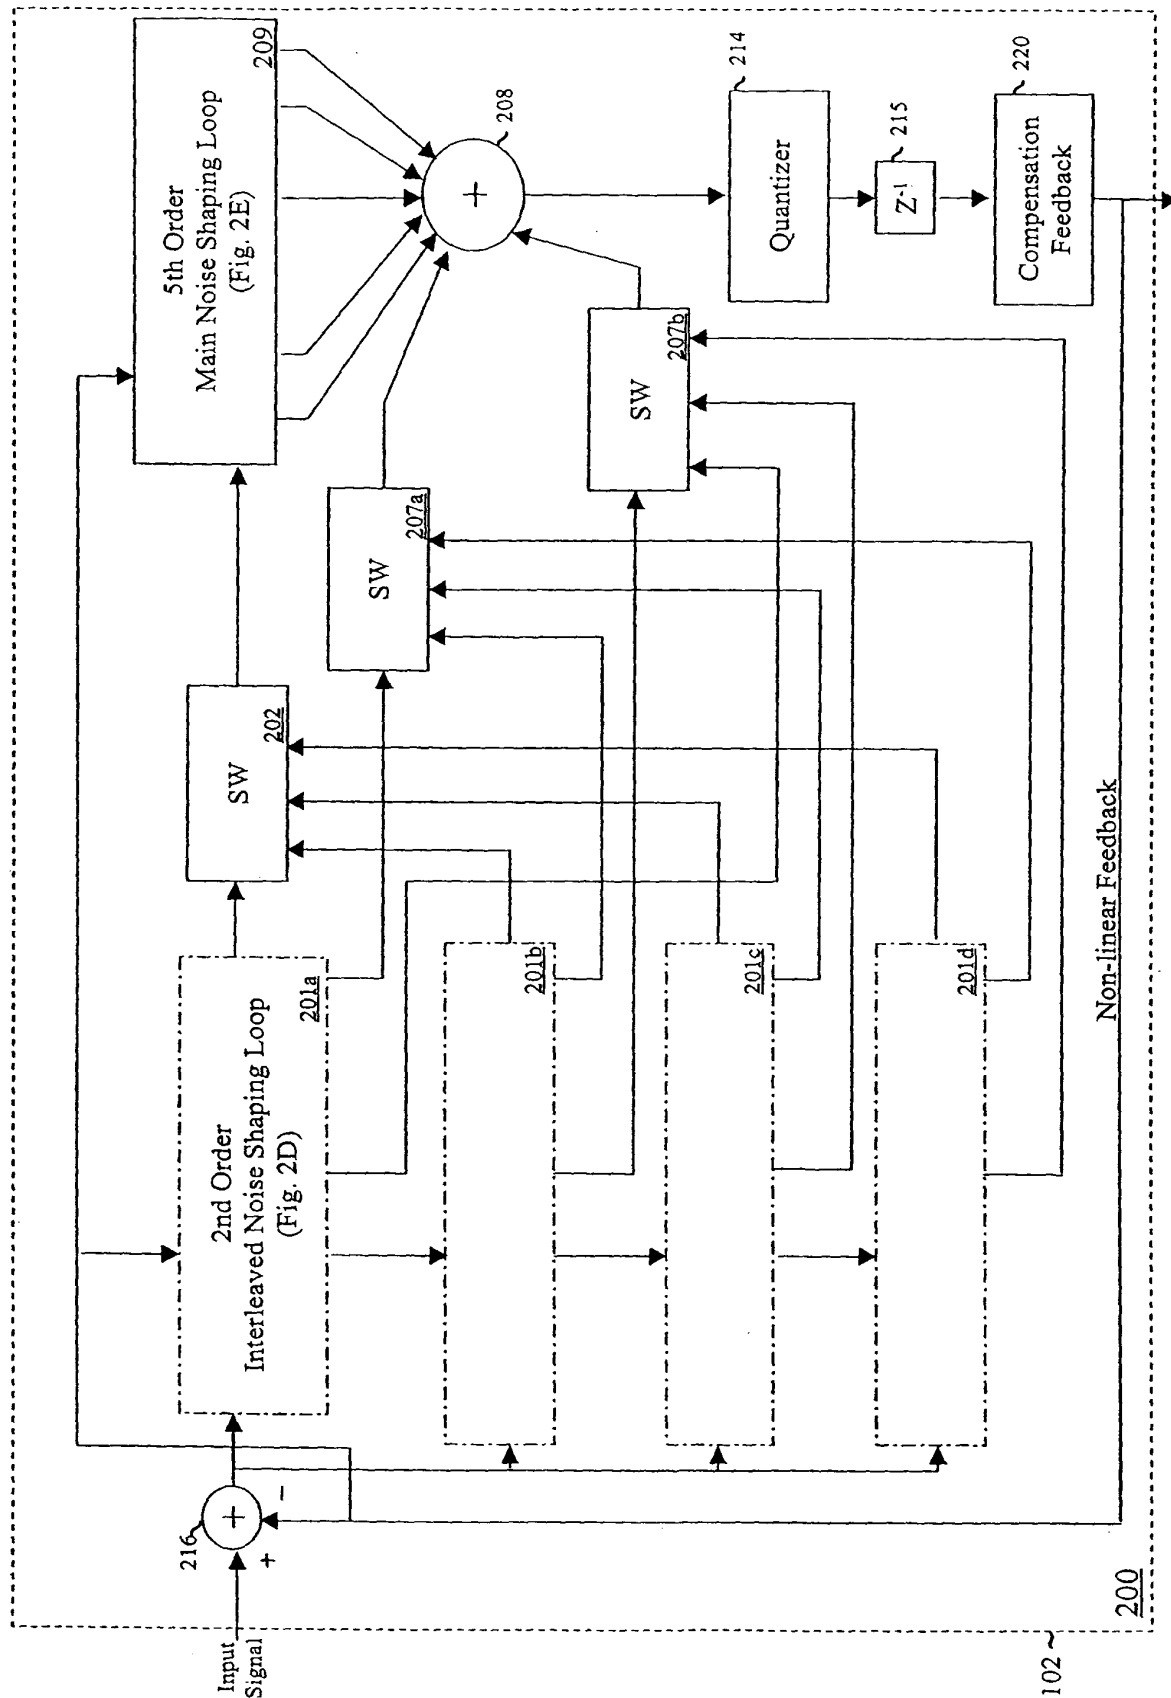 Input
Signal
216
+
+
−
2nd Order
Interleaved Noise Shaping Loop
(Fig. 2D)
201a
201b
201c
201d
SW
202
SW
207a
SW
207b
5th Order
Main Noise Shaping Loop
(Fig. 2E)
209
+
208
Quantizer
214
Z-1
215
Compensation
Feedback
220
Non-linear Feedback
200
102